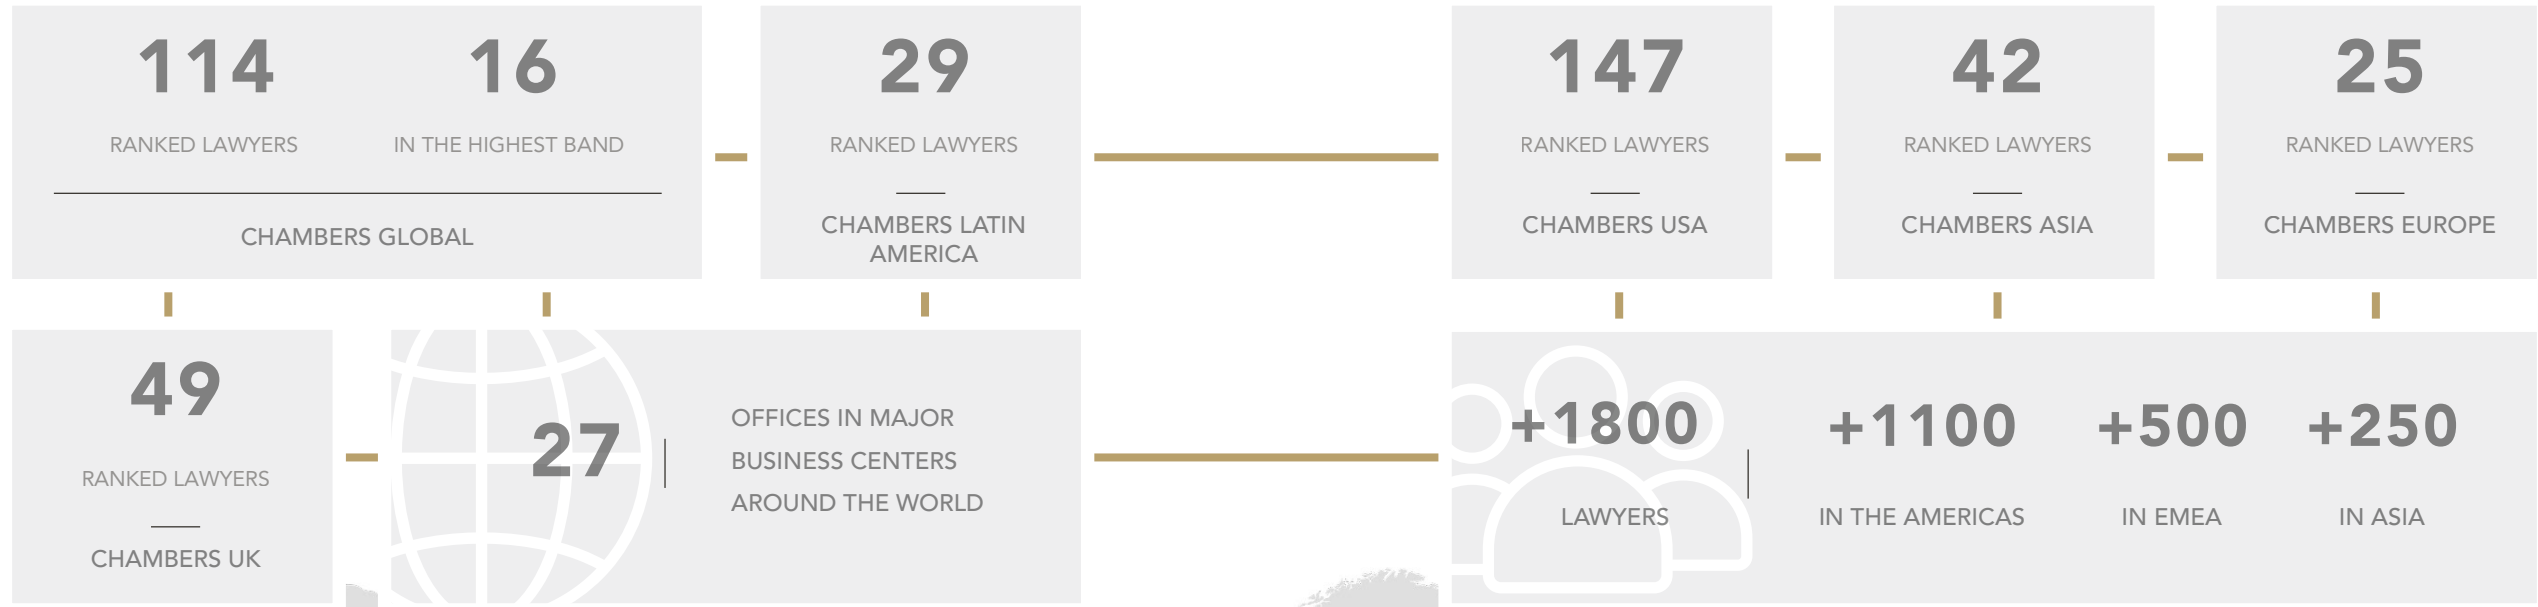 114
RANKED LAWYERS
16
IN THE HIGHEST BAND
CHAMBERS GLOBAL
29
RANKED LAWYERS
CHAMBERS LATIN
AMERICA
147
RANKED LAWYERS
CHAMBERS USA
42
RANKED LAWYERS
CHAMBERS ASIA
25
RANKED LAWYERS
CHAMBERS EUROPE
49
RANKED LAWYERS
CHAMBERS UK
27
OFFICES IN MAJOR
BUSINESS CENTERS
AROUND THE WORLD
+1800
LAWYERS
+1100
IN THE AMERICAS
+500
IN EMEA
+250
IN ASIA